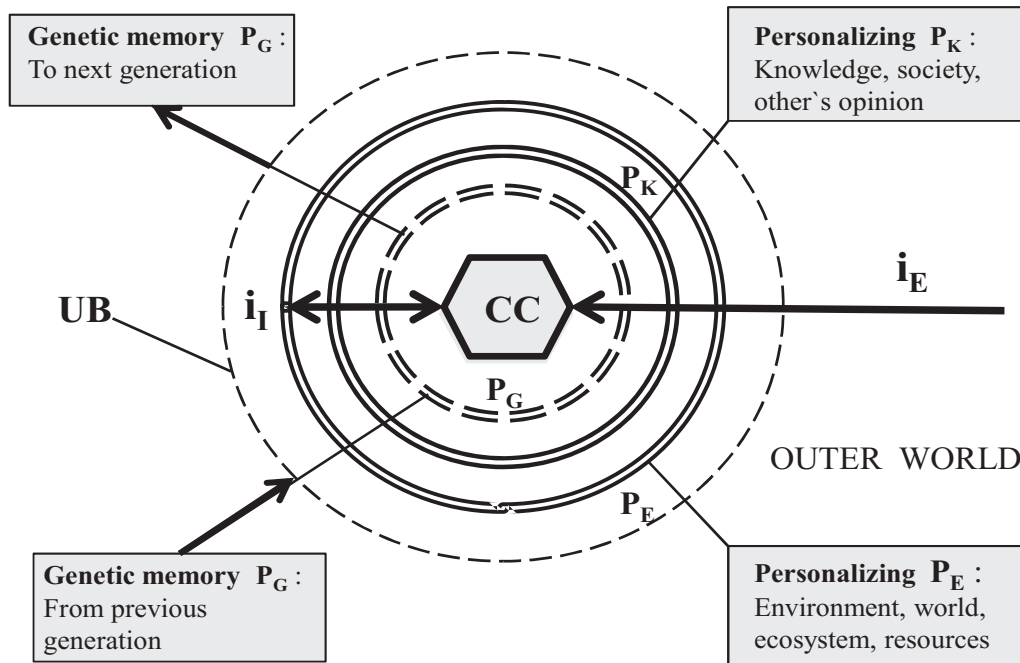 Genetic memory P_G :
To next generation
Personalizing P_K :
Knowledge, society,
other`s opinion
P_K
i_E
UB
i_I
CC
P_G
OUTER WORLD
P_E
Genetic memory P_G :
From previous
generation
Personalizing P_E :
Environment, world,
ecosystem, resources